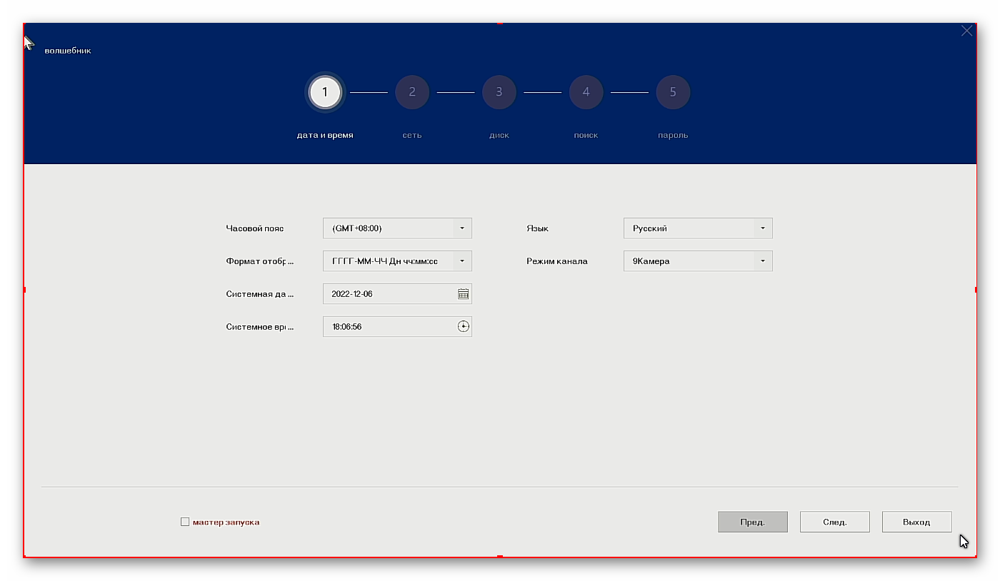 волшебник
1 2 3 4 5
дата и время сеть диск поиск пароль
Часовой пояс (GMT+08:00) Язык Русский
Формат отобр... ГГГГ-ММ-ЧЧ Дн чч:мм:сс Режим канала 9Камера
Системная да... 2022-12-06
Системное вр... 18:06:56
мастер запуска Пред. След. Выход